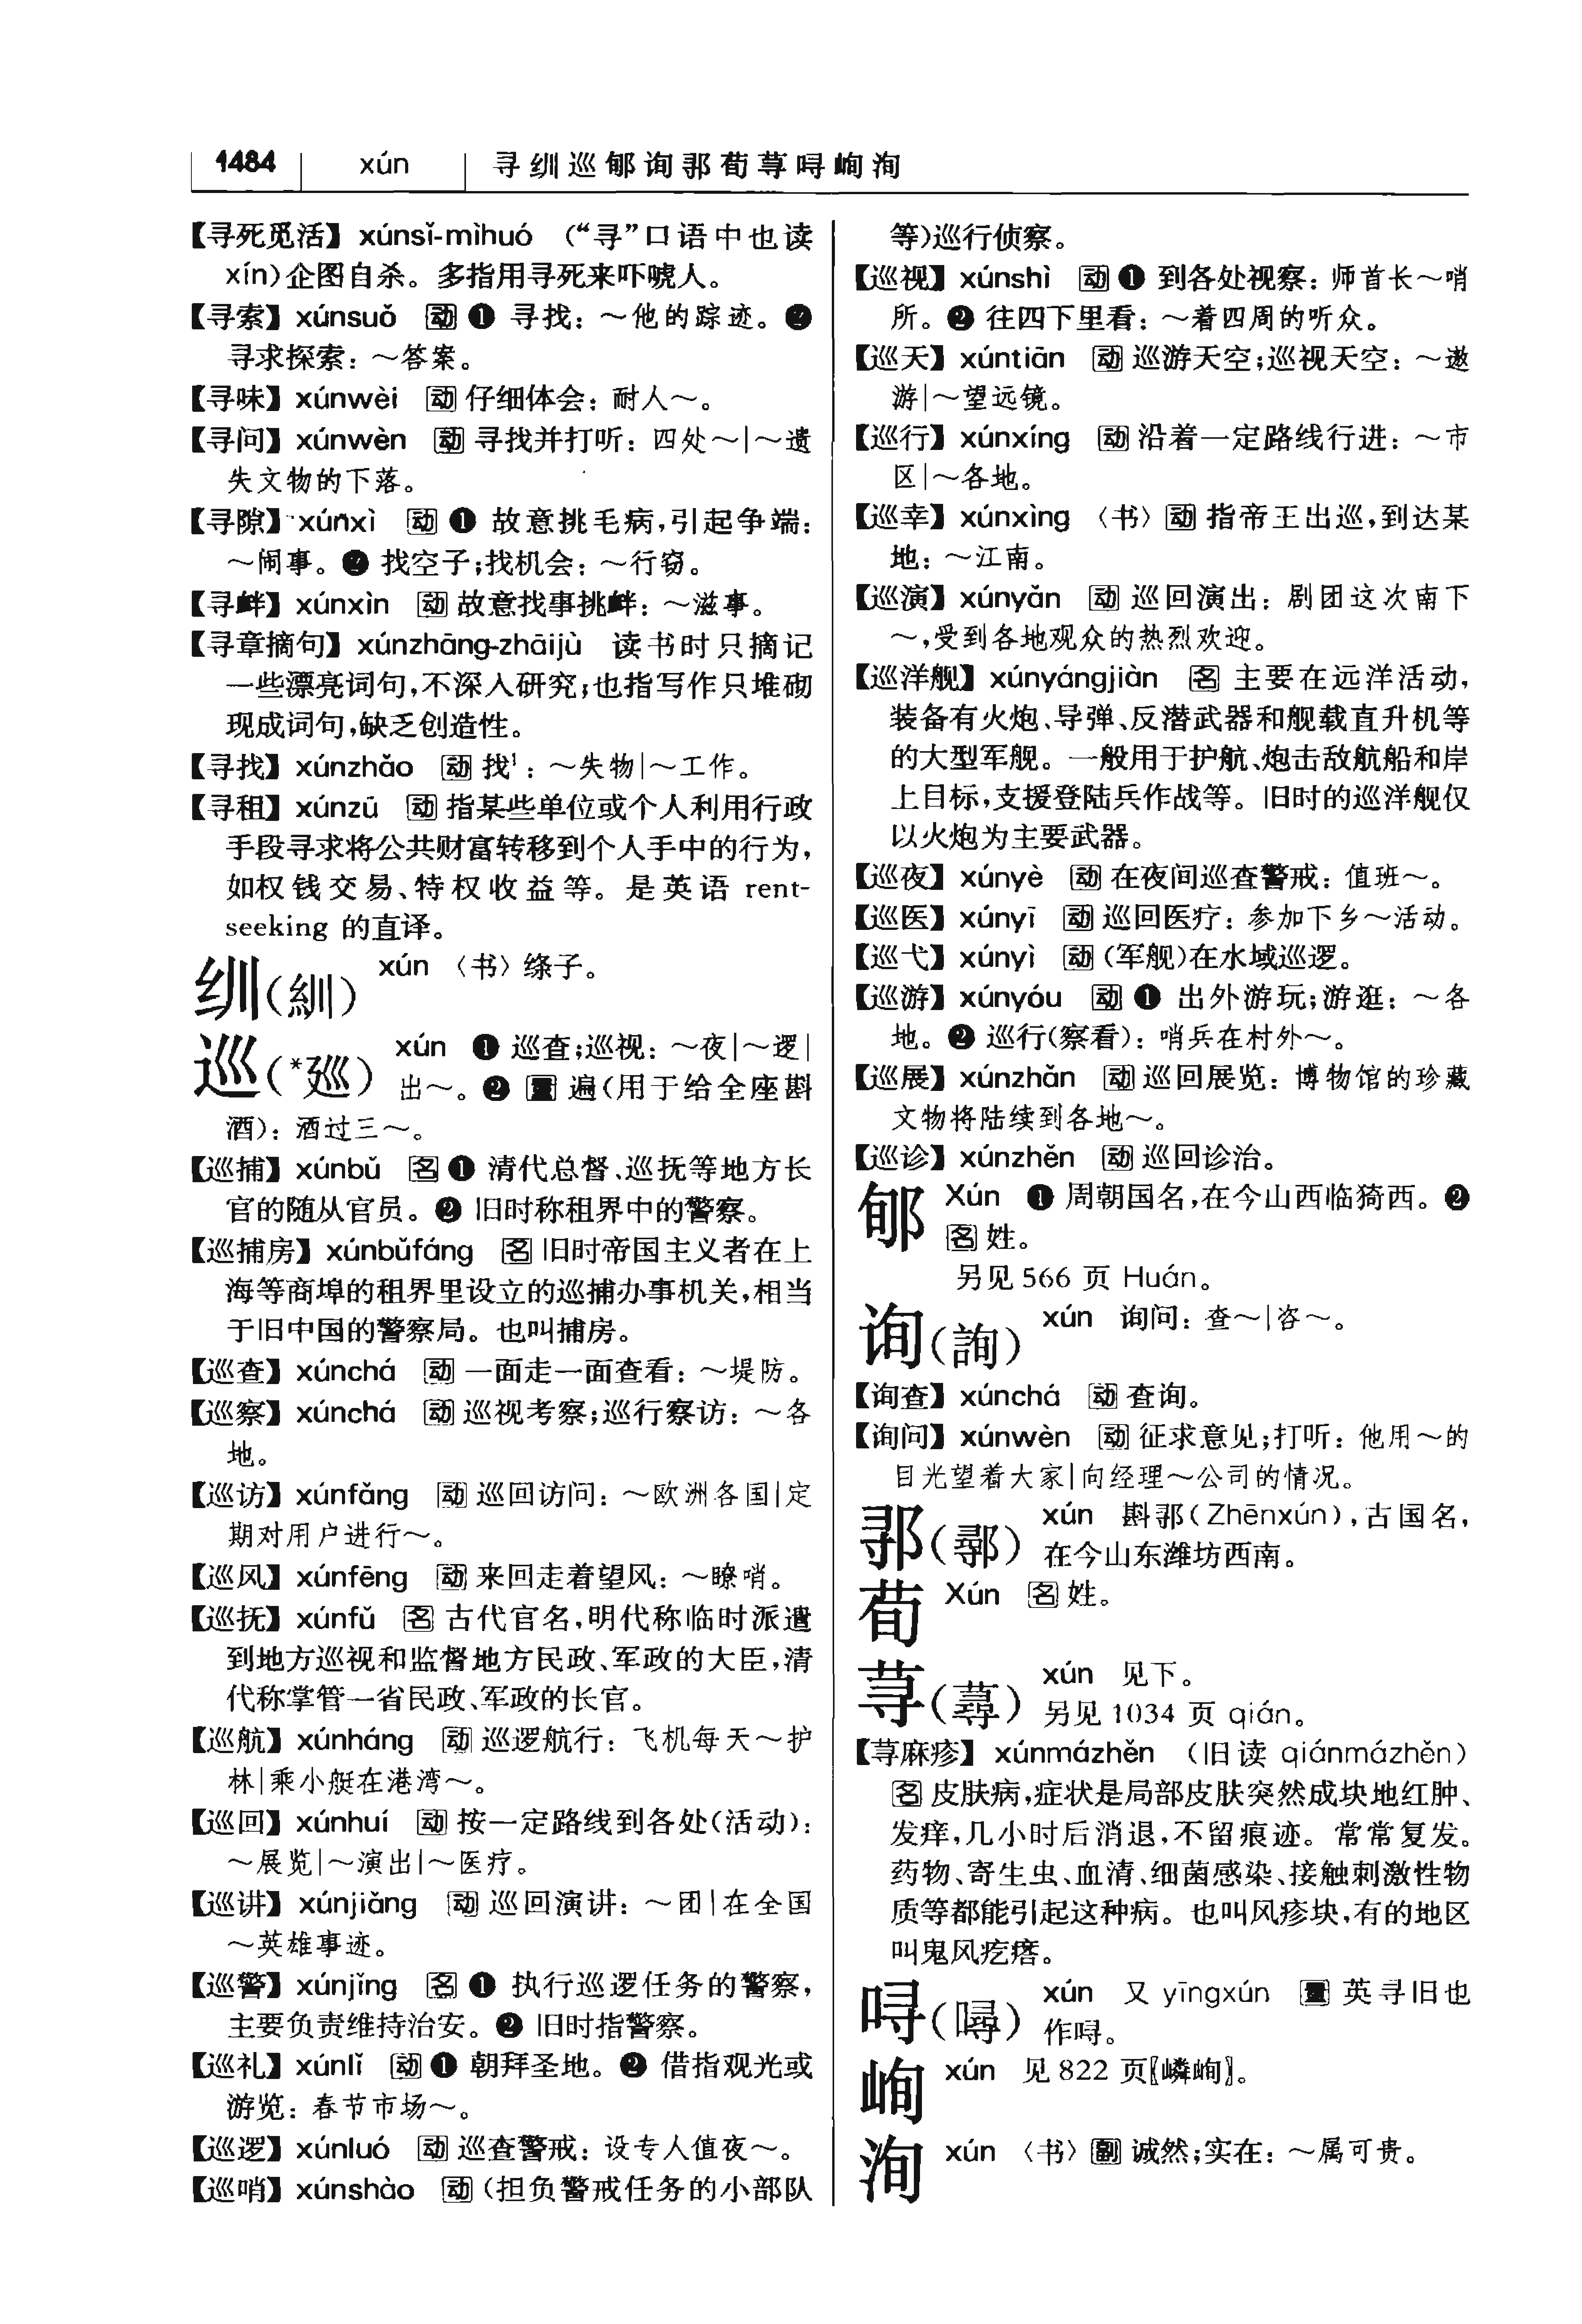 1484 xún 寻纼巡郇询𬩽荀荨㖊峋洵
【寻死觅活】 xúnsǐ-mìhuó （“寻”口语中也读
xín）企图自杀。多指用寻死来吓唬人。
【寻索】 xúnsuǒ 动 ❶ 寻找：～他的踪迹。❷
寻求探索：～答案。
【寻味】 xúnwèi 动 仔细体会：耐人～。
【寻问】 xúnwèn 动 寻找并打听：四处～|～遗
失文物的下落。
【寻隙】 xúnxì 动 ❶ 故意挑毛病，引起争端：
～闹事。❷ 找空子；找机会：～行窃。
【寻衅】 xúnxìn 动 故意找事挑衅：～滋事。
【寻章摘句】 xúnzhāng-zhāijù 读书时只摘记
一些漂亮词句，不深入研究；也指写作只堆砌
现成词句，缺乏创造性。
【寻找】 xúnzhǎo 动 找¹：～失物|～工作。
【寻租】 xúnzū 动 指某些单位或个人利用行政
手段寻求将公共财富转移到个人手中的行为，
如权钱交易、特权收益等。是英语 rent-
seeking 的直译。
纼（紃） xún 〈书〉绦子。
巡（*廵） xún ❶ 巡查；巡视：～夜|～逻|
出～。❷ 量 遍（用于给全座斟
酒）：酒过三～。
【巡捕】 xúnbǔ 名 ❶ 清代总督、巡抚等地方长
官的随从官员。❷ 旧时称租界中的警察。
【巡捕房】 xúnbǔfáng 名 旧时帝国主义者在上
海等商埠的租界里设立的巡捕办事机关，相当
于旧中国的警察局。也叫捕房。
【巡查】 xúnchá 动 一面走一面查看：～堤防。
【巡察】 xúnchá 动 巡视考察；巡行察访：～各
地。
【巡访】 xúnfǎng 动 巡回访问：～欧洲各国|定
期对用户进行～。
【巡风】 xúnfēng 动 来回走着望风：～瞭哨。
【巡抚】 xúnfǔ 名 古代官名，明代称临时派遣
到地方巡视和监督地方民政、军政的大臣，清
代称掌管一省民政、军政的长官。
【巡航】 xúnháng 动 巡逻航行：飞机每天～护
林|乘小艇在港湾～。
【巡回】 xúnhuí 动 按一定路线到各处（活动）：
～展览|～演出|～医疗。
【巡讲】 xúnjiǎng 动 巡回演讲：～团|在全国
～英雄事迹。
【巡警】 xúnjǐng 名 ❶ 执行巡逻任务的警察，
主要负责维持治安。❷ 旧时指警察。
【巡礼】 xúnlǐ 动 ❶ 朝拜圣地。❷ 借指观光或
游览：春节市场～。
【巡逻】 xúnluó 动 巡查警戒：设专人值夜～。
【巡哨】 xúnshào 动 （担负警戒任务的小部队
等）巡行侦察。
【巡视】 xúnshì 动 ❶ 到各处视察：师首长～哨
所。❷ 往四下里看：～着四周的听众。
【巡天】 xúntiān 动 巡游天空；巡视天空：～遨
游|～望远镜。
【巡行】 xúnxíng 动 沿着一定路线行进：～市
区|～各地。
【巡幸】 xúnxìng 〈书〉动 指帝王出巡，到达某
地：～江南。
【巡演】 xúnyǎn 动 巡回演出：剧团这次南下
～，受到各地观众的热烈欢迎。
【巡洋舰】 xúnyángjiàn 名 主要在远洋活动，
装备有火炮、导弹、反潜武器和舰载直升机等
的大型军舰。一般用于护航、炮击敌航船和岸
上目标，支援登陆兵作战等。旧时的巡洋舰仅
以火炮为主要武器。
【巡夜】 xúnyè 动 在夜间巡查警戒：值班～。
【巡医】 xúnyī 动 巡回医疗：参加下乡～活动。
【巡弋】 xúnyì 动 （军舰）在水域巡逻。
【巡游】 xúnyóu 动 ❶ 出外游玩；游逛：～各
地。❷ 巡行（察看）：哨兵在村外～。
【巡展】 xúnzhǎn 动 巡回展览：博物馆的珍藏
文物将陆续到各地～。
【巡诊】 xúnzhěn 动 巡回诊治。
郇 Xún ❶ 周朝国名，在今山西临猗西。❷
名 姓。
另见 566 页 Huán。
询（詢） xún 询问：查～|咨～。
【询查】 xúnchá 动 查询。
【询问】 xúnwèn 动 征求意见；打听：他用～的
目光望着大家|向经理～公司的情况。
𬩽（鄩） xún 斟𬩽（Zhēnxún），古国名，
在今山东潍坊西南。
荀 Xún 名 姓。
荨（蕁） xún 见下。
另见 1034 页 qián。
【荨麻疹】 xúnmázhěn （旧读 qiánmázhěn）
名 皮肤病，症状是局部皮肤突然成块地红肿、
发痒，几小时后消退，不留痕迹。常常复发。
药物、寄生虫、血清、细菌感染、接触刺激性物
质等都能引起这种病。也叫风疹块，有的地区
叫鬼风疙瘩。
㖊（噚） xún 又 yīngxún 量 英寻旧也
作㖊。
峋 xún 见 822 页〖嶙峋〗。
洵 xún 〈书〉副 诚然；实在：～属可贵。